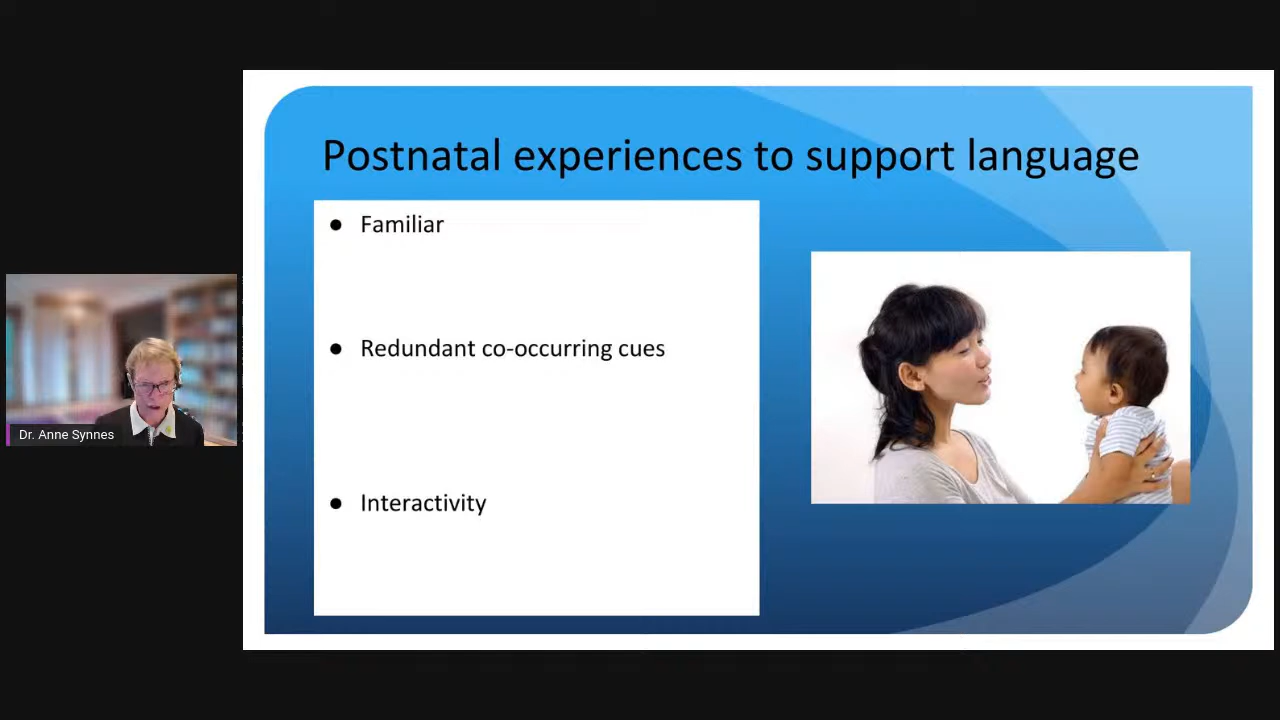 Postnatal experiences to support language
● Familiar
● Redundant co-occurring cues
● Interactivity
Dr. Anne Synnes